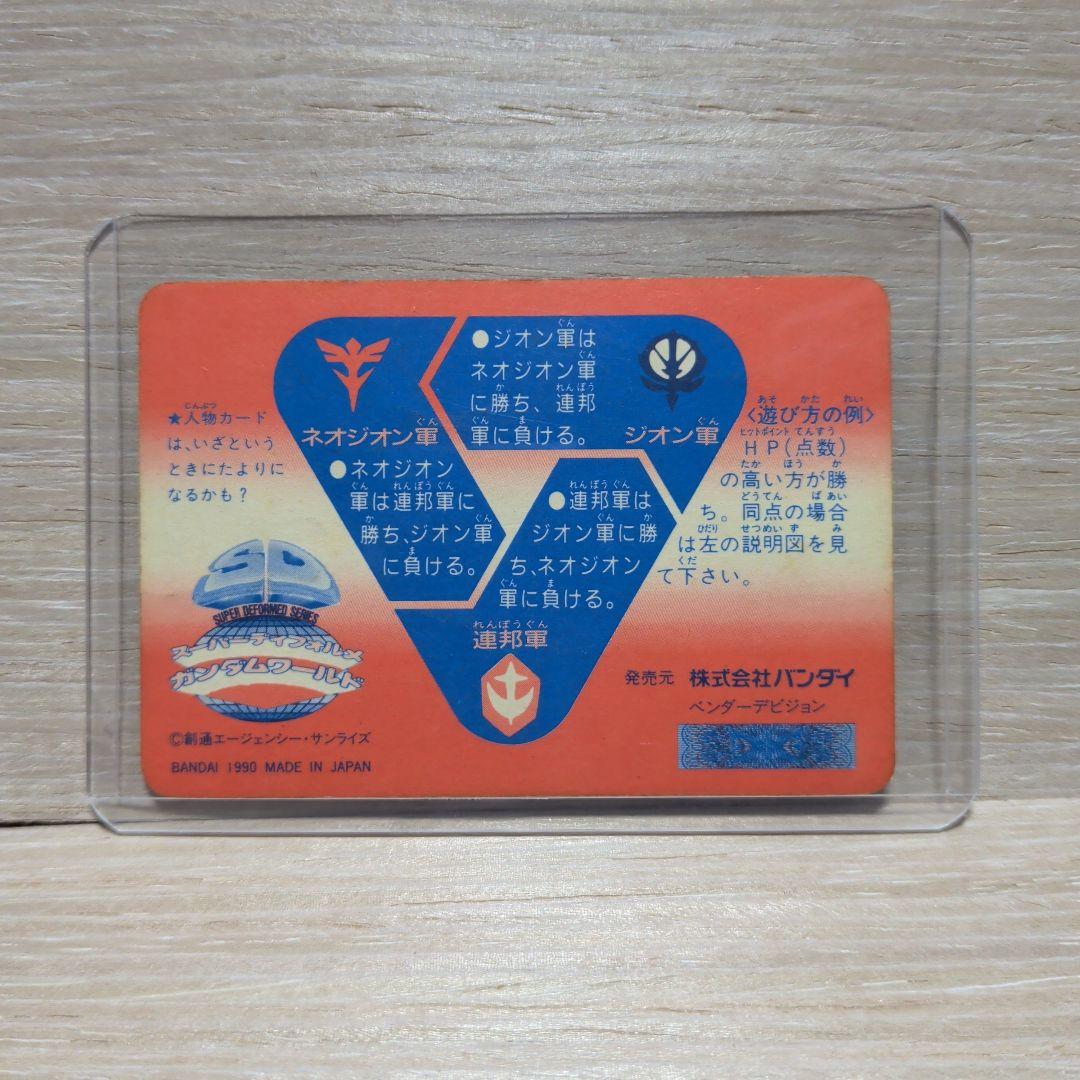 ★人物カード
は、いざという
ときにたよりに
なるかも？
ネオジオン軍
●ジオン軍は
ネオジオン軍
に勝ち、連邦
軍に負ける。
ジオン軍
●ネオジオン
軍は連邦軍に
勝ち、ジオン軍
に負ける。
●連邦軍は
ジオン軍に勝
ち、ネオジオン
軍に負ける。
連邦軍
〈遊び方の例〉
HP(点数)
の高い方が勝
ち。同点の場合
は左の説明図を見
て下さい。
SUPER DEFORMED SERIES
スーパーディフォルメ
ガンダムワールド
©創通エージェンシー・サンライズ
BANDAI 1990 MADE IN JAPAN
発売元 株式会社バンダイ
ベンダーデビジョン